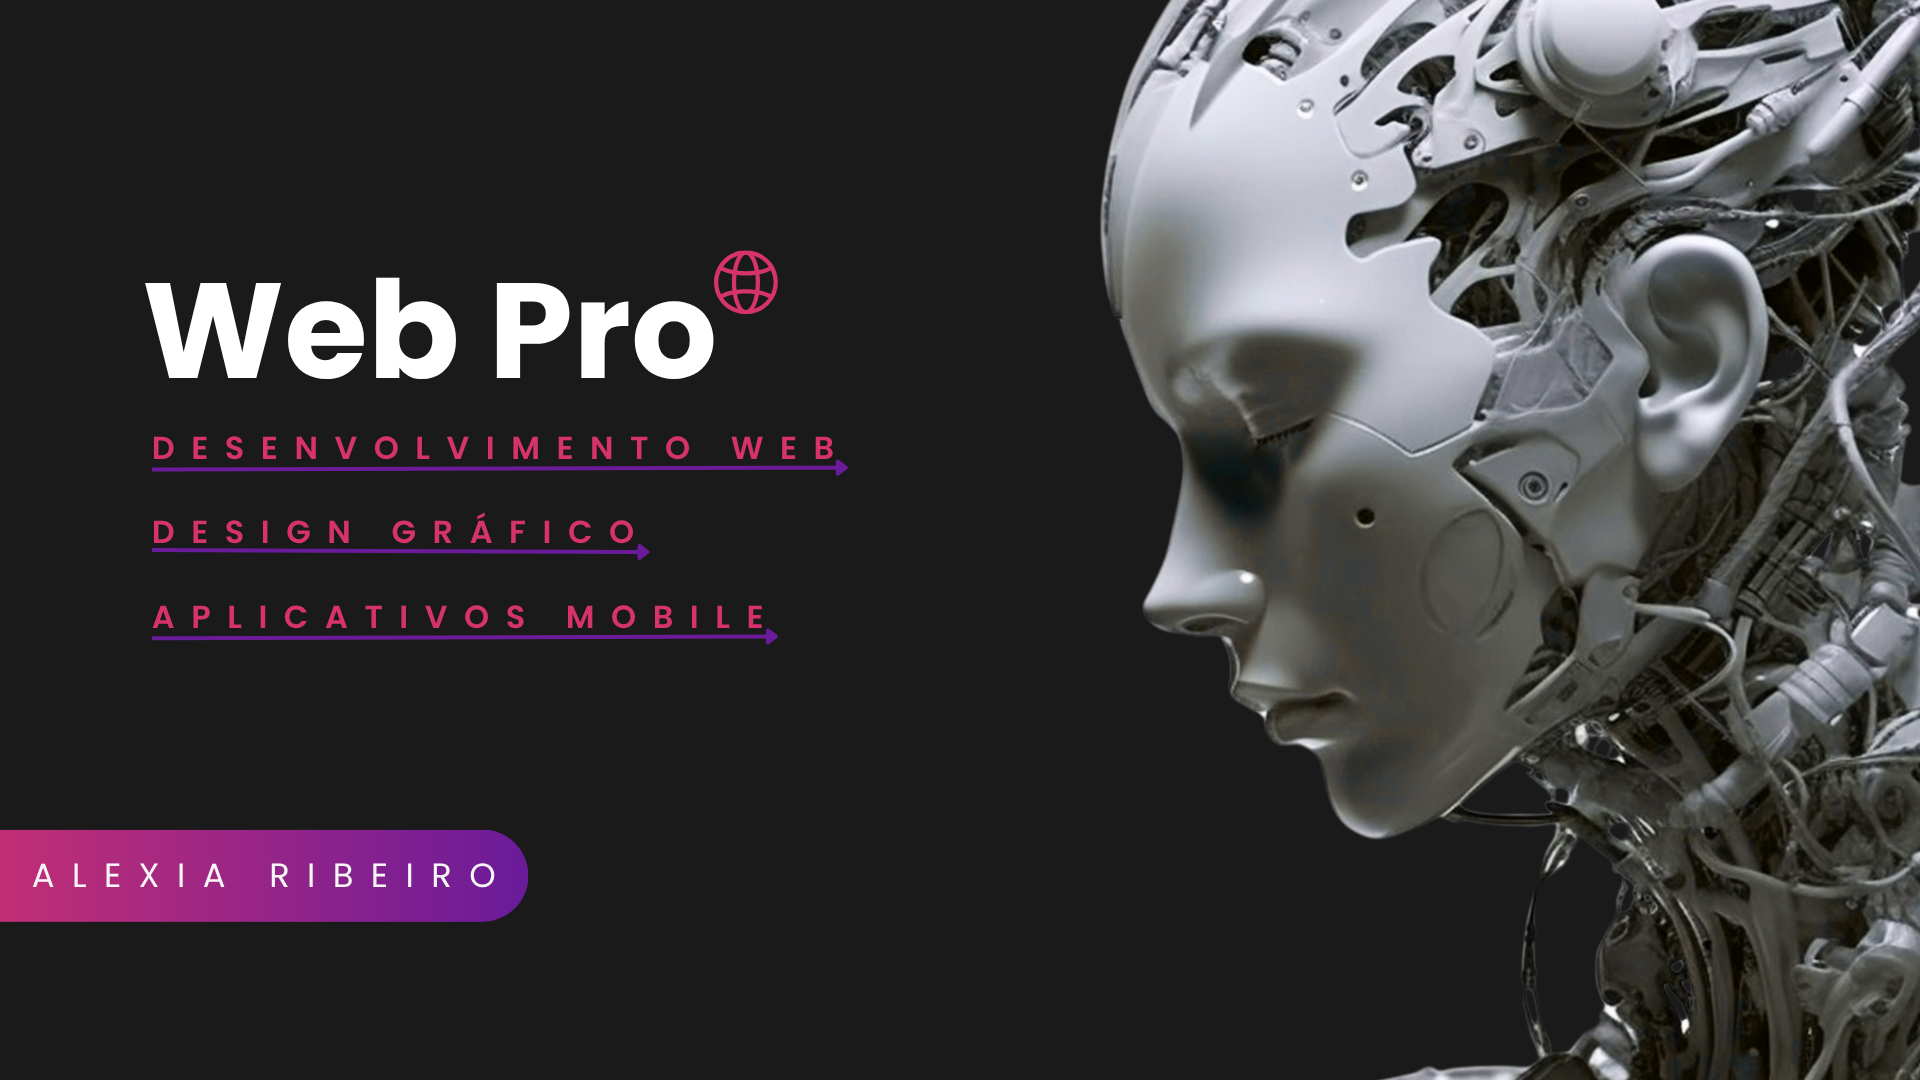 Web Pro
DESENVOLVIMENTO WEB
DESIGN GRÁFICO
APLICATIVOS MOBILE
ALEXIA RIBEIRO